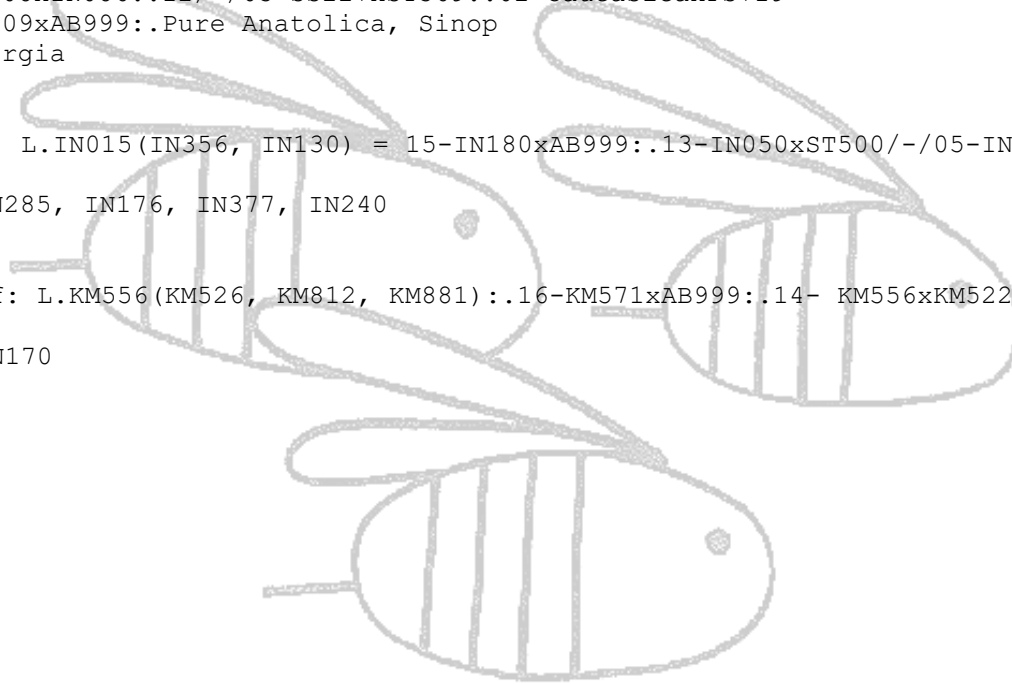 09xAB999:.Pure Anatolica, Sinop
rgia
L.IN015(IN356, IN130) = 15-IN180xAB999:.13-IN050xST500/-/05-IN
N285, IN176, IN377, IN240
f: L.KM556(KM526, KM812, KM881):.16-KM571xAB999:.14- KM556xKM522
N170